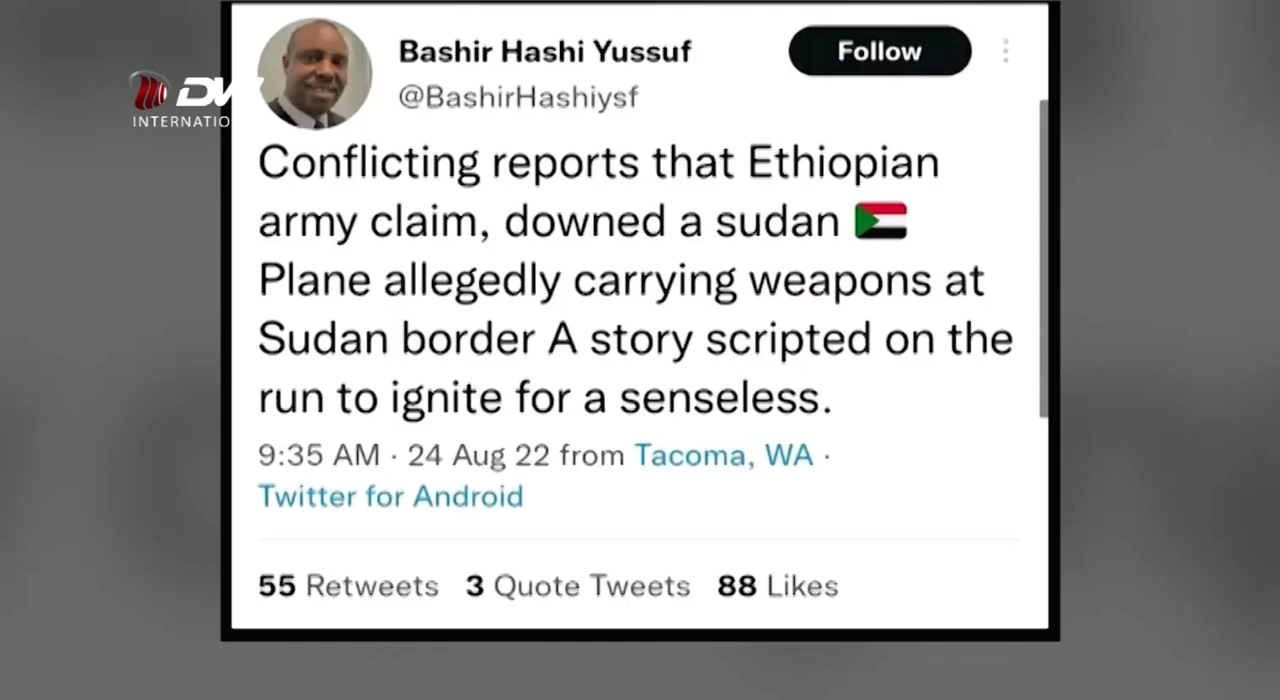 Bashir Hashi Yussuf
Follow
@BashirHashiysf
INTERNATIO
Conflicting reports that Ethiopian
army claim, downed a sudan 🇸🇩
Plane allegedly carrying weapons at
Sudan border A story scripted on the
run to ignite for a senseless.
9:35 AM · 24 Aug 22 from Tacoma, WA ·
Twitter for Android
55 Retweets 3 Quote Tweets 88 Likes